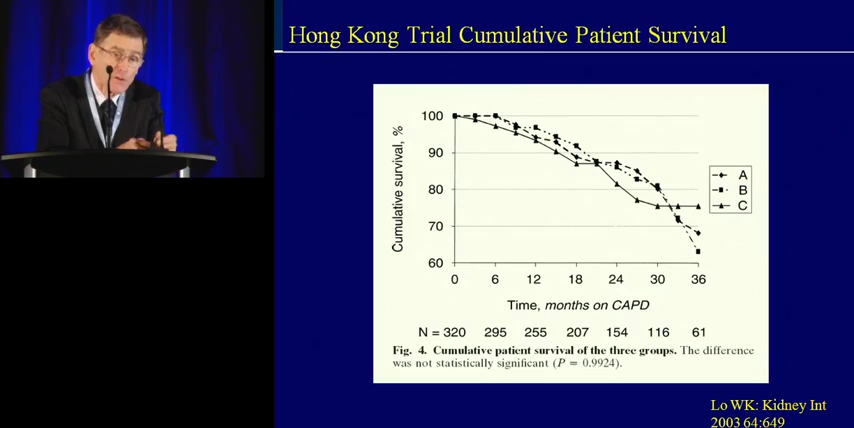 Hong Kong Trial Cumulative Patient Survival
100
90
80
70
60
Cumulative survival, %
A
B
C
0 6 12 18 24 30 36
Time, months on CAPD
N = 320 295 255 207 154 116 61
Fig. 4. Cumulative patient survival of the three groups. The difference
was not statistically significant (P = 0.9924).
Lo WK: Kidney Int
2003 64:649